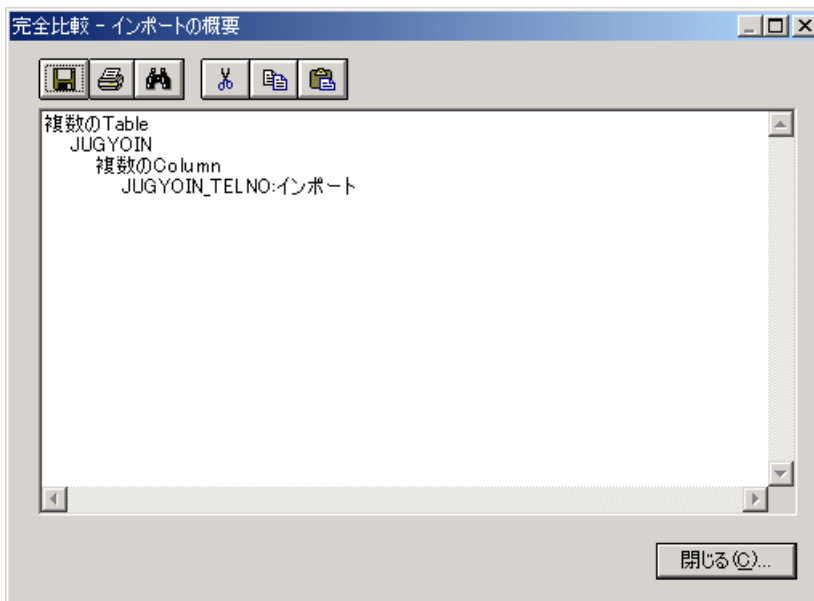 完全比較 - インポートの概要
複数のTable
JUGYOIN
複数のColumn
JUGYOIN_TELNO:インポート
閉じる(C)...